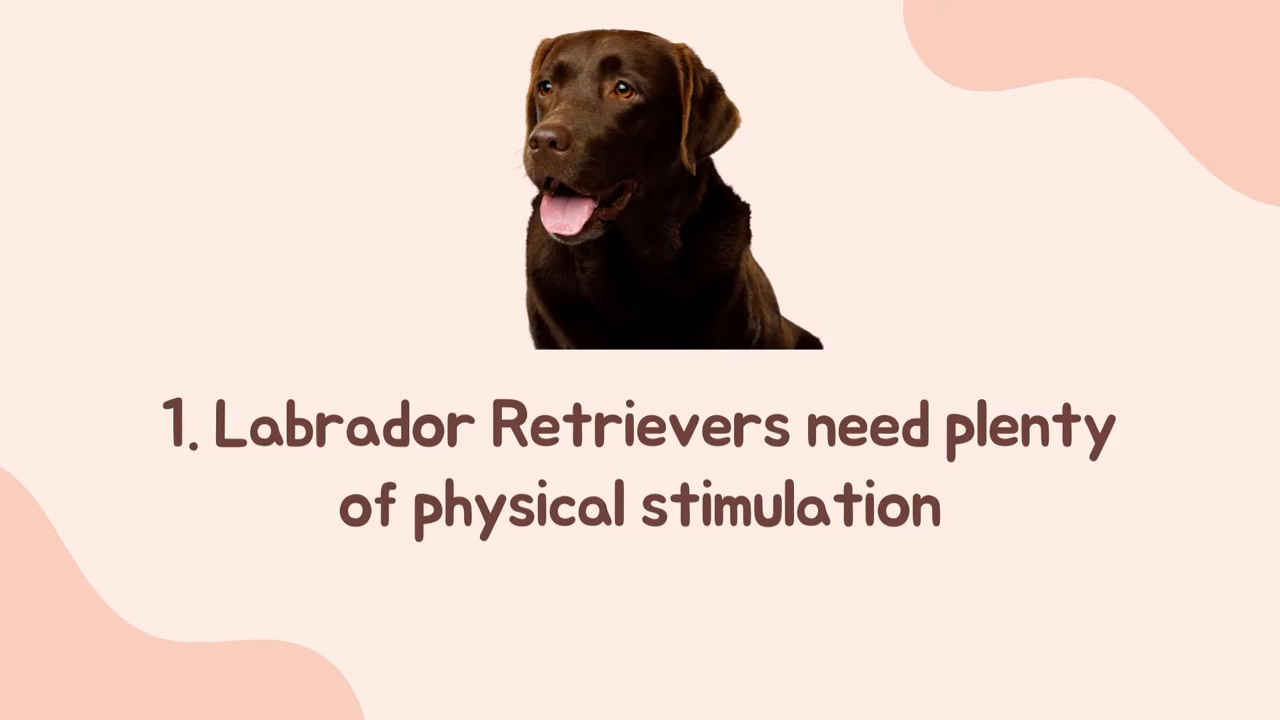 1. Labrador Retrievers need plenty
of physical stimulation